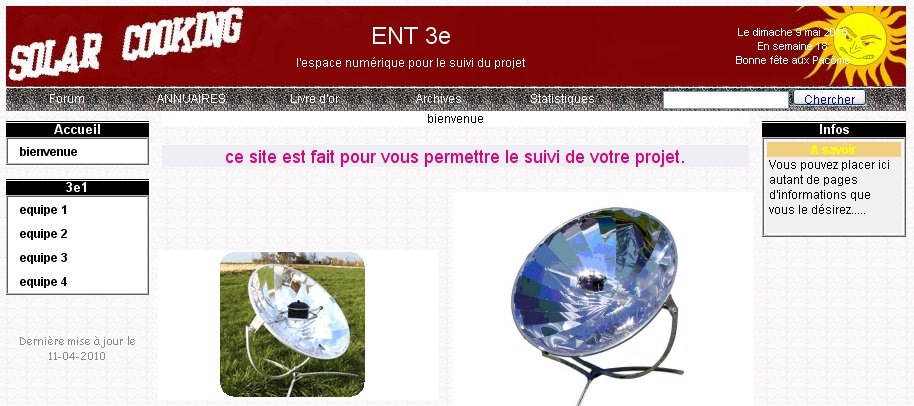 SOLAR COOKING
ENT 3e
l'espace numérique pour le suivi du projet
Le dimache 9 mai 2010
En semaine 18
Bonne fête aux Pacôme
Forum
ANNUAIRES
Livre d'or
Archives
Statistiques
Chercher
bienvenue
Accueil
bienvenue
3e1
equipe 1
equipe 2
equipe 3
equipe 4
Dernière mise à jour le
11-04-2010
ce site est fait pour vous permettre le suivi de votre projet.
Infos
A savoir
Vous pouvez placer ici
autant de pages
d'informations que
vous le désirez.....